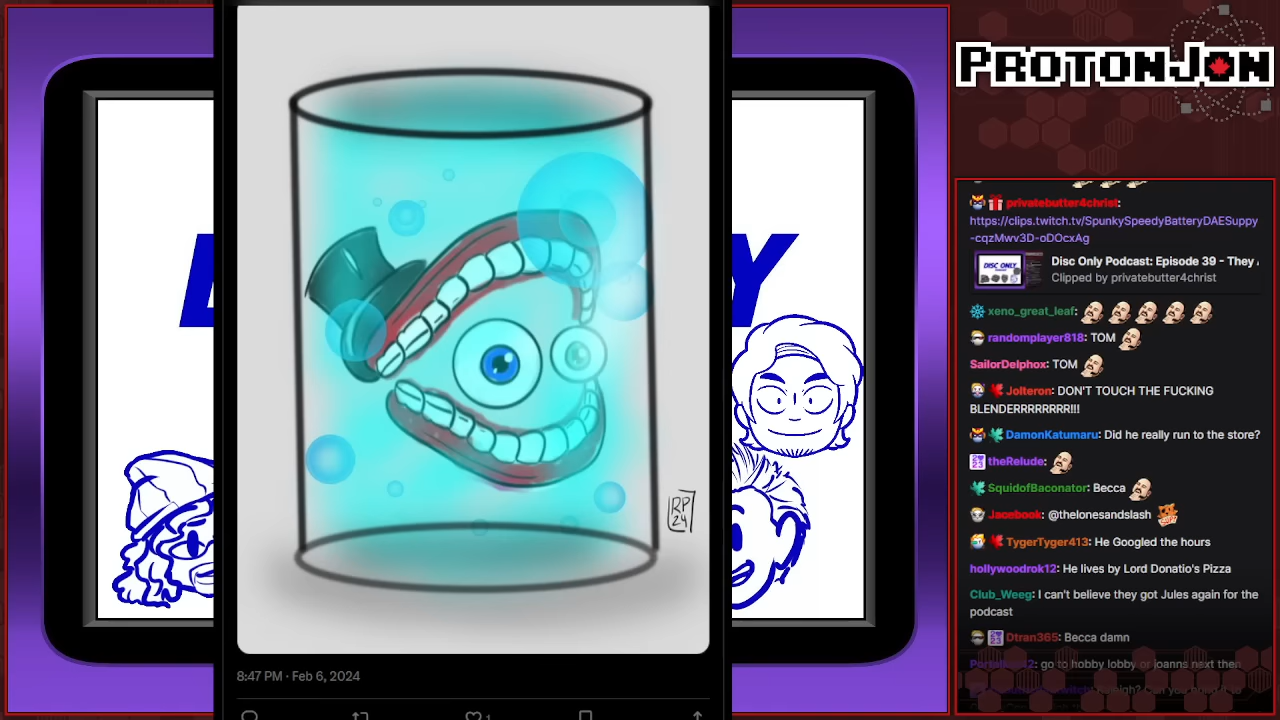 PROTONJON
privatebutter4christ:
https://clips.twitch.tv/SpunkySpeedyBatteryDAESuppy
-cqzMwv3D-oDOcxAg
DISC ONLY
Disc Only Podcast: Episode 39 - They
Clipped by privatebutter4christ
xeno_great_leaf:
randomplayer818: TOM
SailorDelphox: TOM
Jolteron: DON'T TOUCH THE FUCKING
BLENDERRRRRRRR!!!
DamonKatumaru: Did he really run to the store?
theRelude:
SquidofBaconator: Becca
Jacebook: @thelonesandslash
TygerTyger413: He Googled the hours
hollywoodrok12: He lives by Lord Donatio's Pizza
Club_Weeg: I can't believe they got Jules again for the
podcast
Dtran365: Becca damn
go to hobby lobby or joanns next then
RP
24
Y
8:47 PM · Feb 6, 2024
1